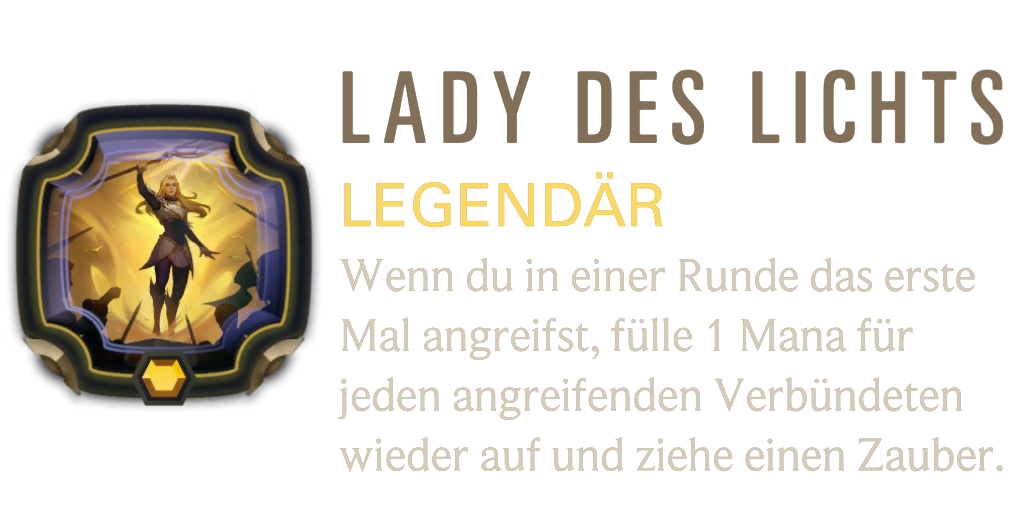 LADY DES LICHTS
LEGENDÄR
Wenn du in einer Runde das erste
Mal angreifst, fülle 1 Mana für
jeden angreifenden Verbündeten
wieder auf und ziehe einen Zauber.